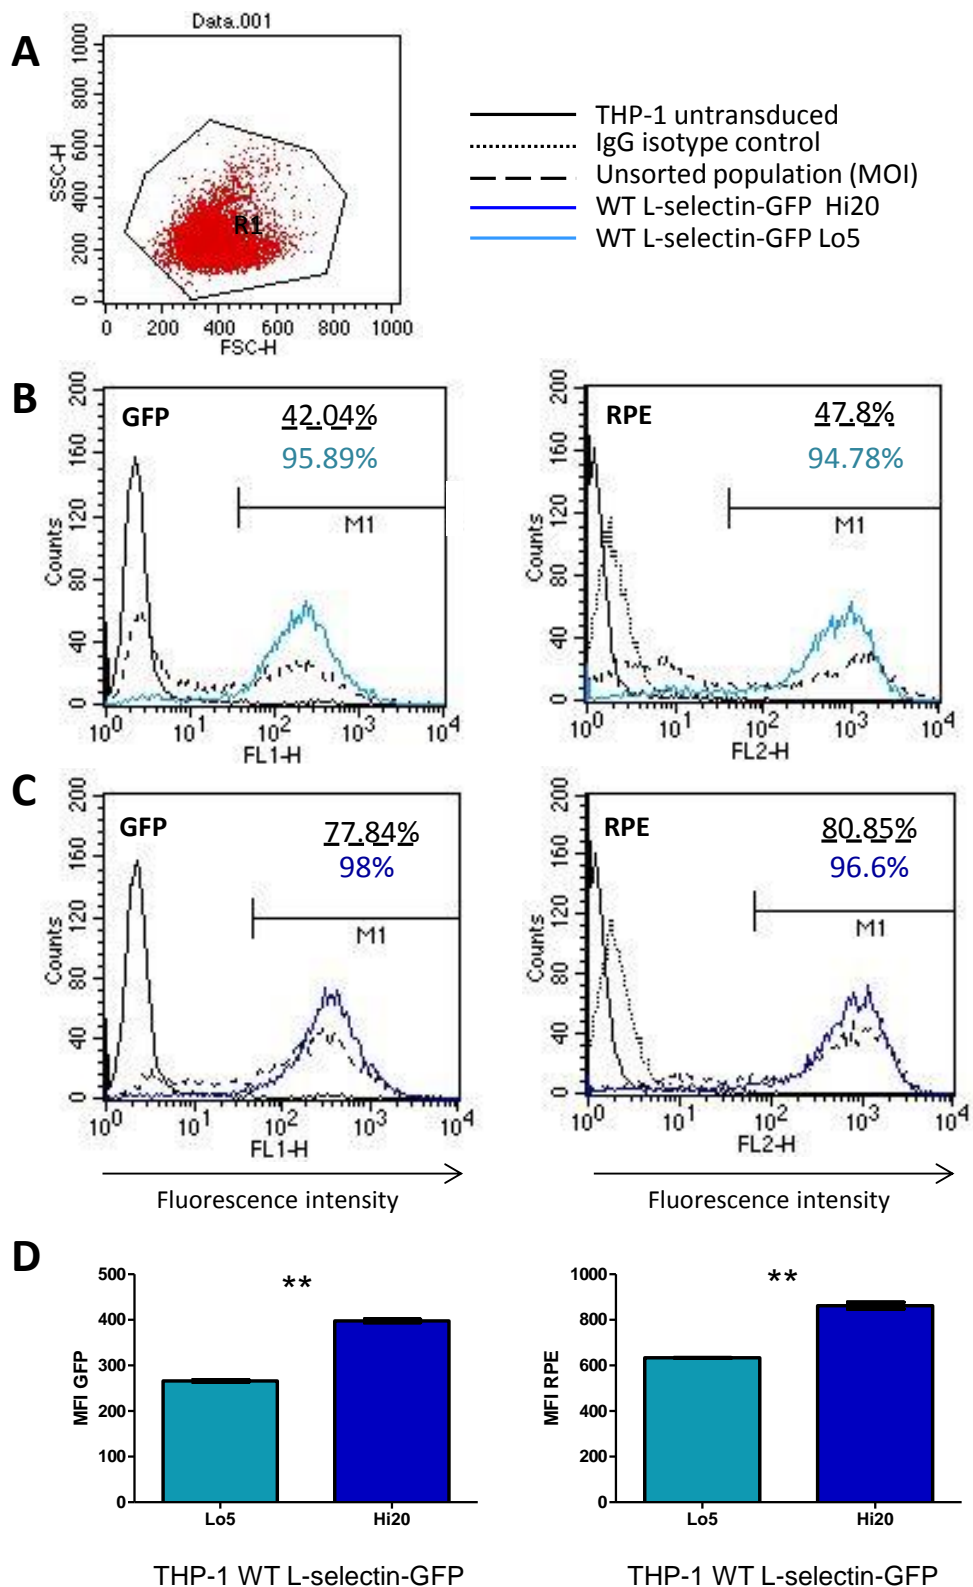 A
Data.001
1000
800
600
400
200
0
SSC-H
R1
0 200 400 600 800 1000
FSC-H
THP-1 untransduced
IgG isotype control
Unsorted population (MOI)
WT L-selectin-GFP Hi20
WT L-selectin-GFP Lo5
B
200
160
120
80
40
0
Counts
GFP
42.04%
95.89%
M1
10^0 10^1 10^2 10^3 10^4
FL1-H
200
160
120
80
40
0
Counts
RPE
47.8%
94.78%
M1
10^0 10^1 10^2 10^3 10^4
FL2-H
C
200
160
120
80
40
0
Counts
GFP
77.84%
98%
M1
10^0 10^1 10^2 10^3 10^4
FL1-H
Fluorescence intensity
200
160
120
80
40
0
Counts
RPE
80.85%
96.6%
M1
10^0 10^1 10^2 10^3 10^4
FL2-H
Fluorescence intensity
D
500
400
300
200
100
0
MFI GFP
**
Lo5 Hi20
THP-1 WT L-selectin-GFP
1000
800
600
400
200
0
MFI RPE
**
Lo5 Hi20
THP-1 WT L-selectin-GFP